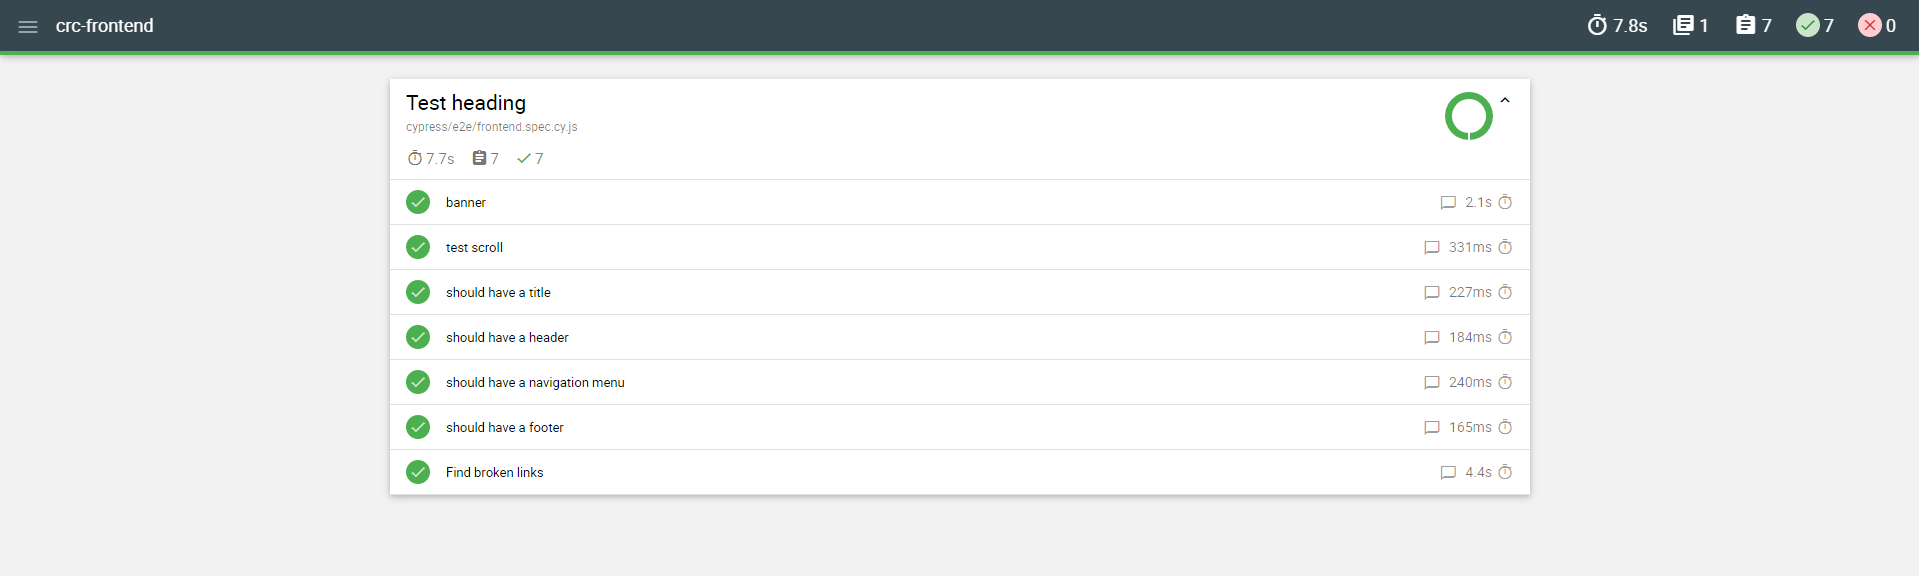 crc-frontend 7.8s 1 7 7 0
Test heading
cypress/e2e/frontend.spec.cy.js
7.7s 7 7
banner 2.1s
test scroll 331ms
should have a title 227ms
should have a header 184ms
should have a navigation menu 240ms
should have a footer 165ms
Find broken links 4.4s